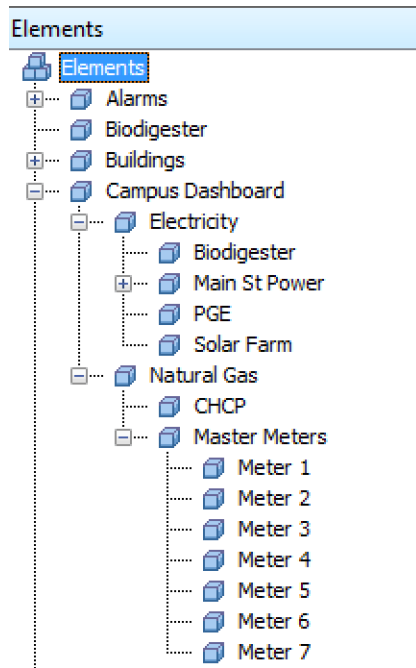 Elements
Elements
Alarms
Biodigester
Buildings
Campus Dashboard
Electricity
Biodigester
Main St Power
PGE
Solar Farm
Natural Gas
CHCP
Master Meters
Meter 1
Meter 2
Meter 3
Meter 4
Meter 5
Meter 6
Meter 7